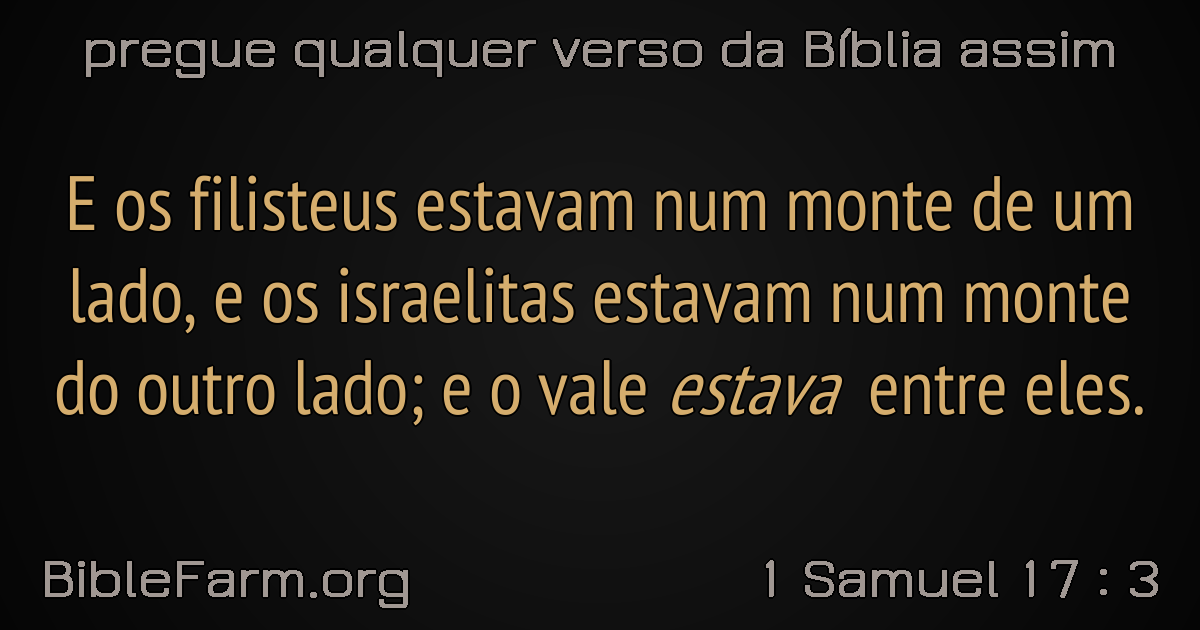 pregue qualquer verso da Bíblia assim
E os filisteus estavam num monte de um
lado, e os israelitas estavam num monte
do outro lado; e o vale estava entre eles.
BibleFarm.org
1 Samuel 17 : 3